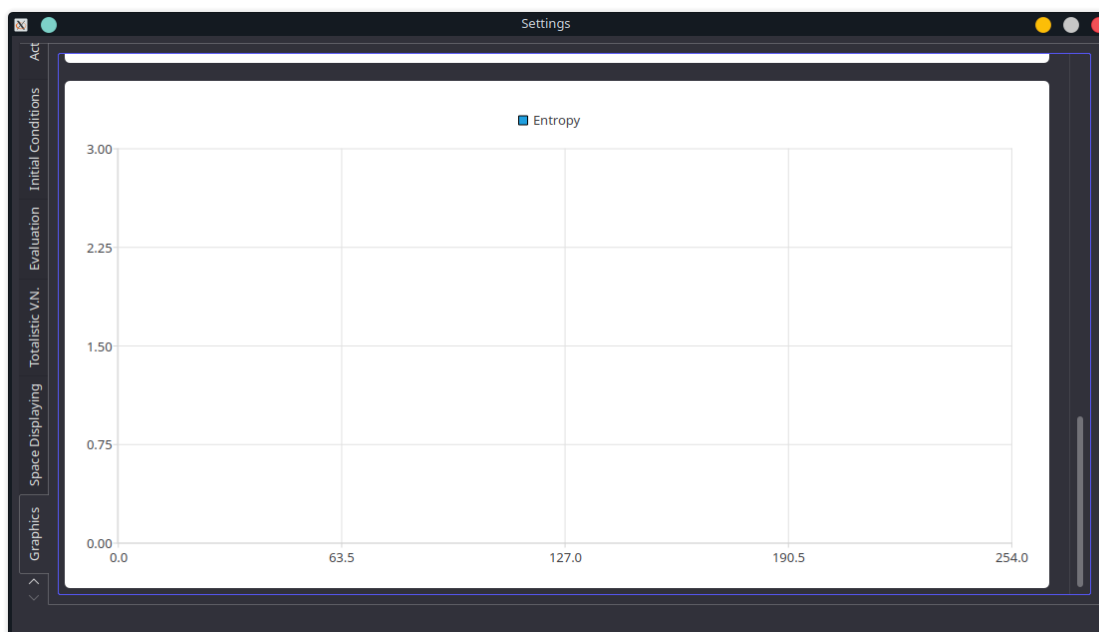 Settings
Act
Initial Conditions
Evaluation
Totalistic V.N.
Space Displaying
Graphics
Entropy
3.00
2.25
1.50
0.75
0.00
0.0 63.5 127.0 190.5 254.0